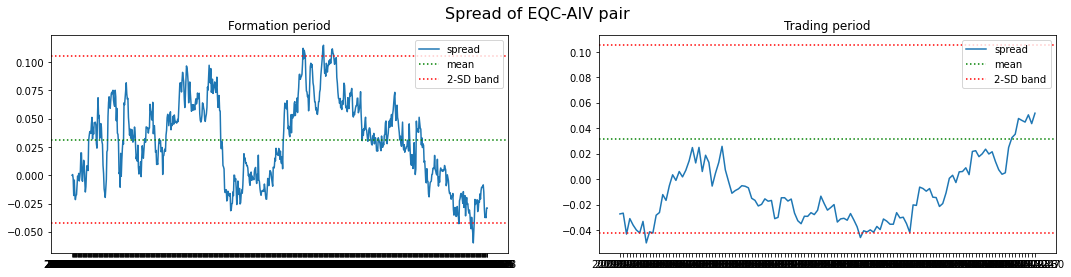 Spread of EQC-AIV pair
Formation period
0.100
0.075
0.050
0.025
0.000
−0.025
−0.050
spread
mean
2-SD band
Trading period
0.10
0.08
0.06
0.04
0.02
0.00
−0.02
−0.04
spread
mean
2-SD band